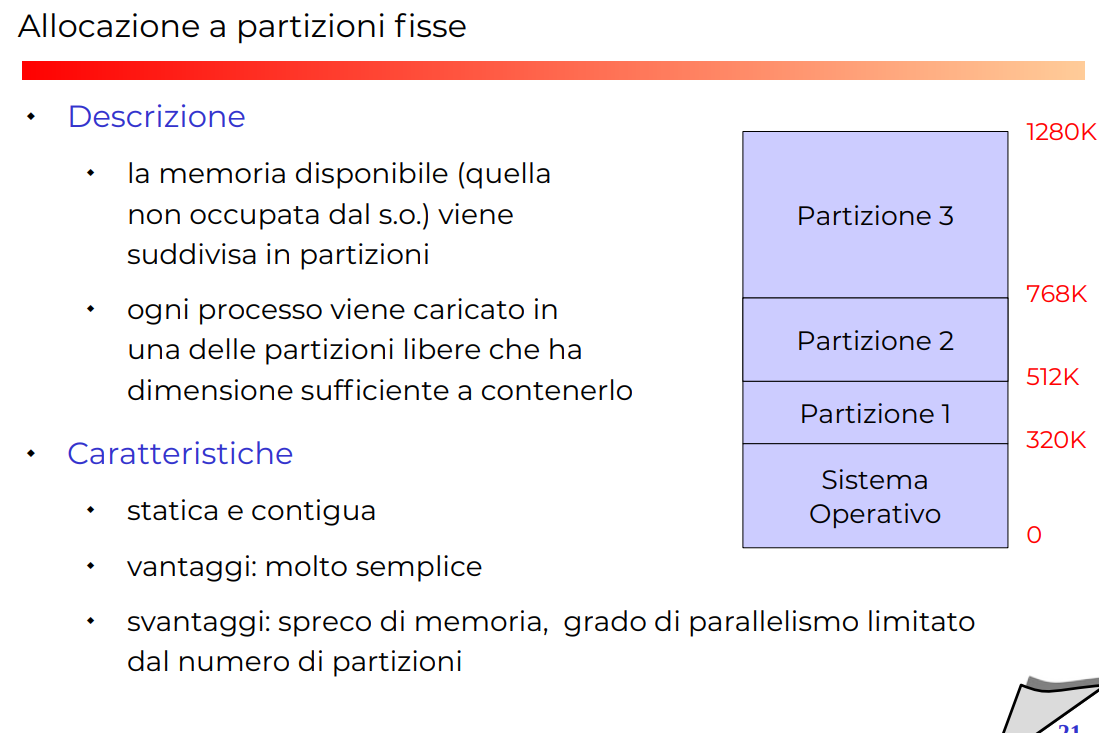 Allocazione a partizioni fisse
Descrizione
la memoria disponibile (quella
non occupata dal s.o.) viene
suddivisa in partizioni
ogni processo viene caricato in
una delle partizioni libere che ha
dimensione sufficiente a contenerlo
Caratteristiche
statica e contigua
vantaggi: molto semplice
svantaggi: spreco di memoria, grado di parallelismo limitato
dal numero di partizioni
1280K
Partizione 3
768K
Partizione 2
512K
Partizione 1
320K
Sistema
Operativo
0
21